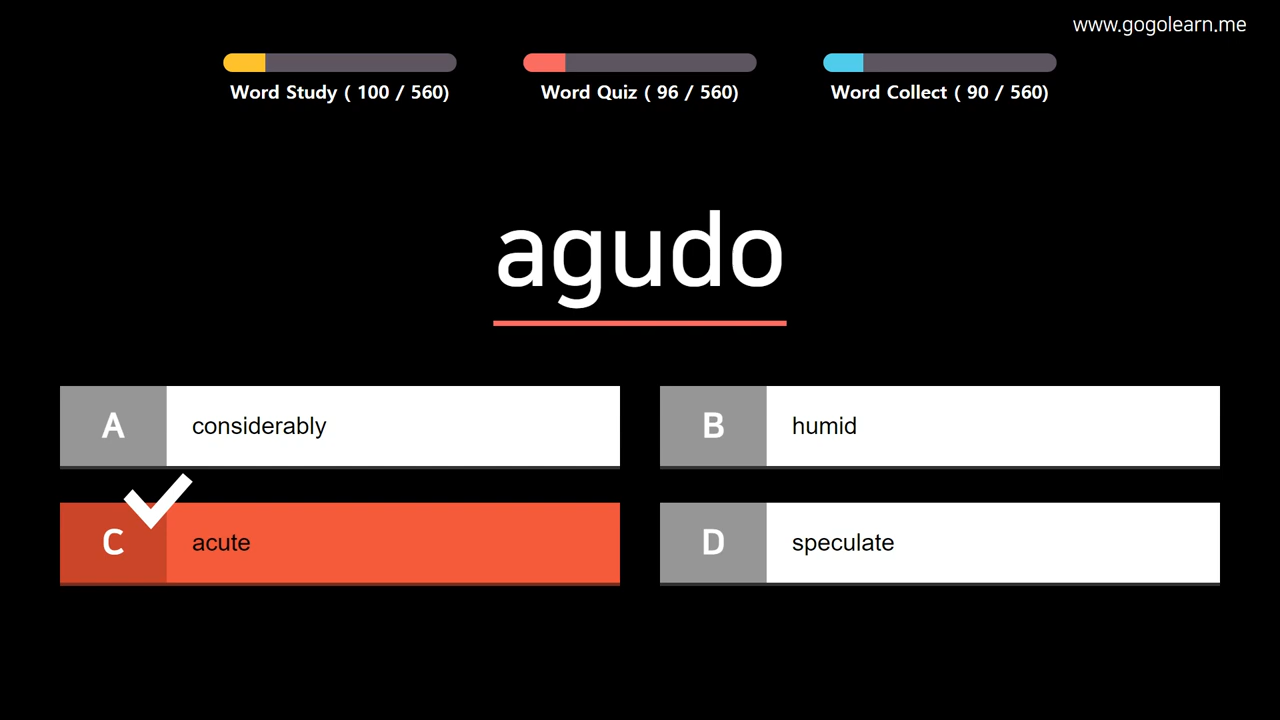 www.gogolearn.me
Word Study ( 100 / 560)
Word Quiz ( 96 / 560)
Word Collect ( 90 / 560)
agudo
A considerably
B humid
C acute
D speculate